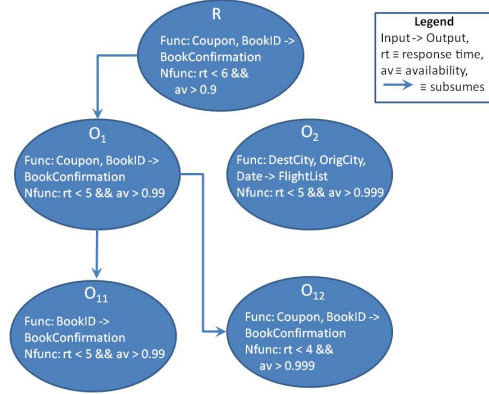 R
Func: Coupon, BookID ->
BookConfirmation
Nfunc: rt < 6 &&
av > 0.9
Legend
Input -> Output,
rt ≡ response time,
av ≡ availability,
≡ subsumes
O1
Func: Coupon, BookID ->
BookConfirmation
Nfunc: rt < 5 && av > 0.99
O2
Func: DestCity, OrigCity,
Date -> FlightList
Nfunc: rt < 5 && av > 0.999
O11
Func: BookID ->
BookConfirmation
Nfunc: rt < 5 && av > 0.99
O12
Func: Coupon, BookID ->
BookConfirmation
Nfunc: rt < 4 &&
av > 0.999